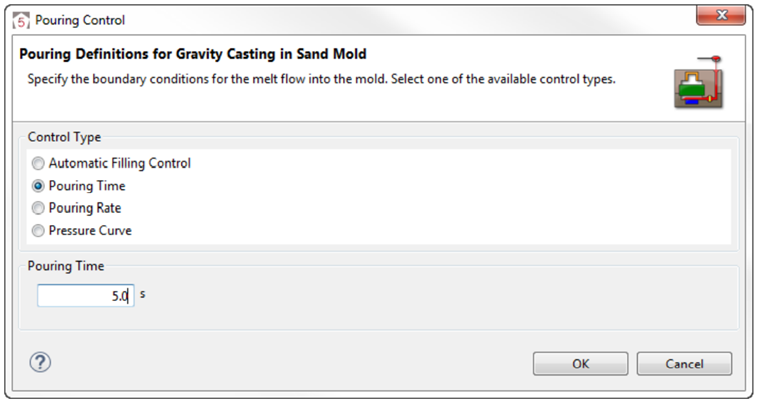 5 Pouring Control
Pouring Definitions for Gravity Casting in Sand Mold
Specify the boundary conditions for the melt flow into the mold. Select one of the available control types.
Control Type
Automatic Filling Control
Pouring Time
Pouring Rate
Pressure Curve
Pouring Time
5.0 s
?
OK Cancel